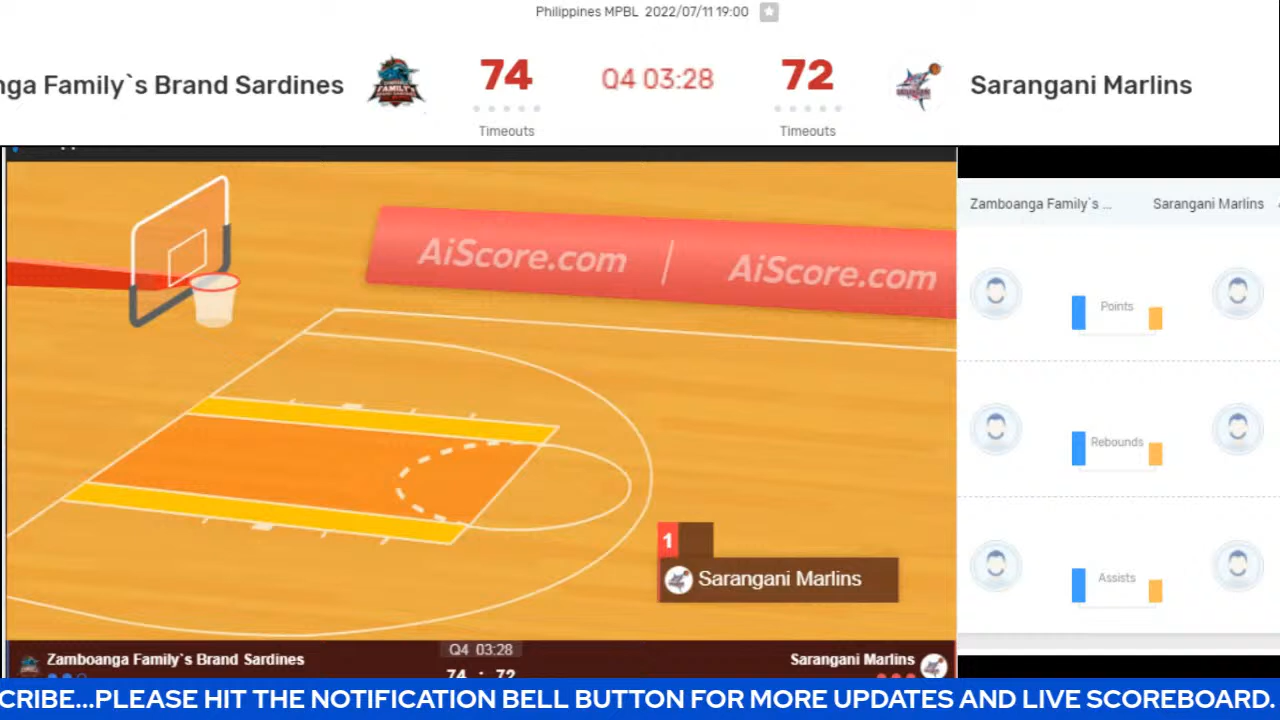 Philippines MPBL 2022/07/11 19:00
nga Family`s Brand Sardines 74 Q4 03:28 72 Sarangani Marlins
Timeouts Timeouts
Zamboanga Family's ... Sarangani Marlins
AiScore.com | AiScore.com
Points
Rebounds
1
Sarangani Marlins
Assists
Q4 03:28
Zamboanga Family`s Brand Sardines Sarangani Marlins
74 : 72
CRIBE...PLEASE HIT THE NOTIFICATION BELL BUTTON FOR MORE UPDATES AND LIVE SCOREBOARD.